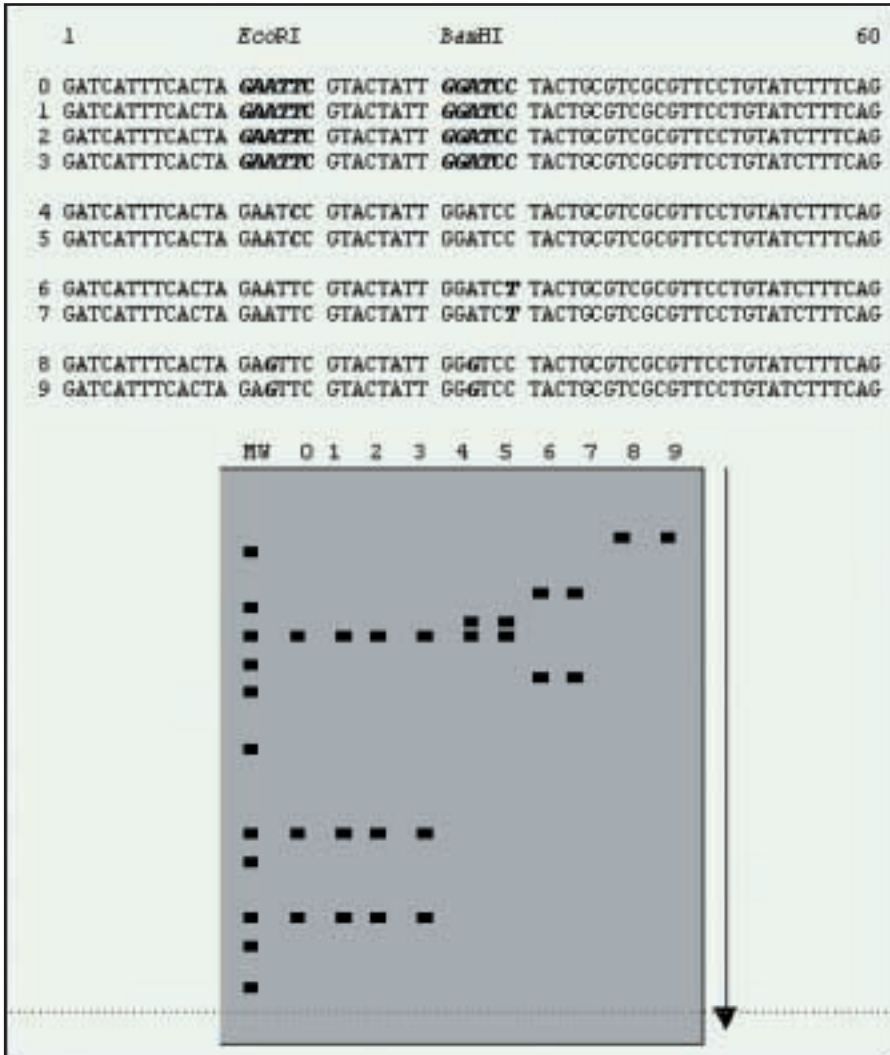 1 EcoRI BamHI 60
0 GATCATTTCACTA GAATTC GTACTATT GGATCC TACTGCGTCGCGTTCCTGTATCTTTCAG
1 GATCATTTCACTA GAATTC GTACTATT GGATCC TACTGCGTCGCGTTCCTGTATCTTTCAG
2 GATCATTTCACTA GAATTC GTACTATT GGATCC TACTGCGTCGCGTTCCTGTATCTTTCAG
3 GATCATTTCACTA GAATTC GTACTATT GGATCC TACTGCGTCGCGTTCCTGTATCTTTCAG
4 GATCATTTCACTA GAATCC GTACTATT GGATCC TACTGCGTCGCGTTCCTGTATCTTTCAG
5 GATCATTTCACTA GAATCC GTACTATT GGATCC TACTGCGTCGCGTTCCTGTATCTTTCAG
6 GATCATTTCACTA GAATTC GTACTATT GGATCT TACTGCGTCGCGTTCCTGTATCTTTCAG
7 GATCATTTCACTA GAATTC GTACTATT GGATCT TACTGCGTCGCGTTCCTGTATCTTTCAG
8 GATCATTTCACTA GAGTTC GTACTATT GGGTCC TACTGCGTCGCGTTCCTGTATCTTTCAG
9 GATCATTTCACTA GAGTTC GTACTATT GGGTCC TACTGCGTCGCGTTCCTGTATCTTTCAG
MW 0 1 2 3 4 5 6 7 8 9